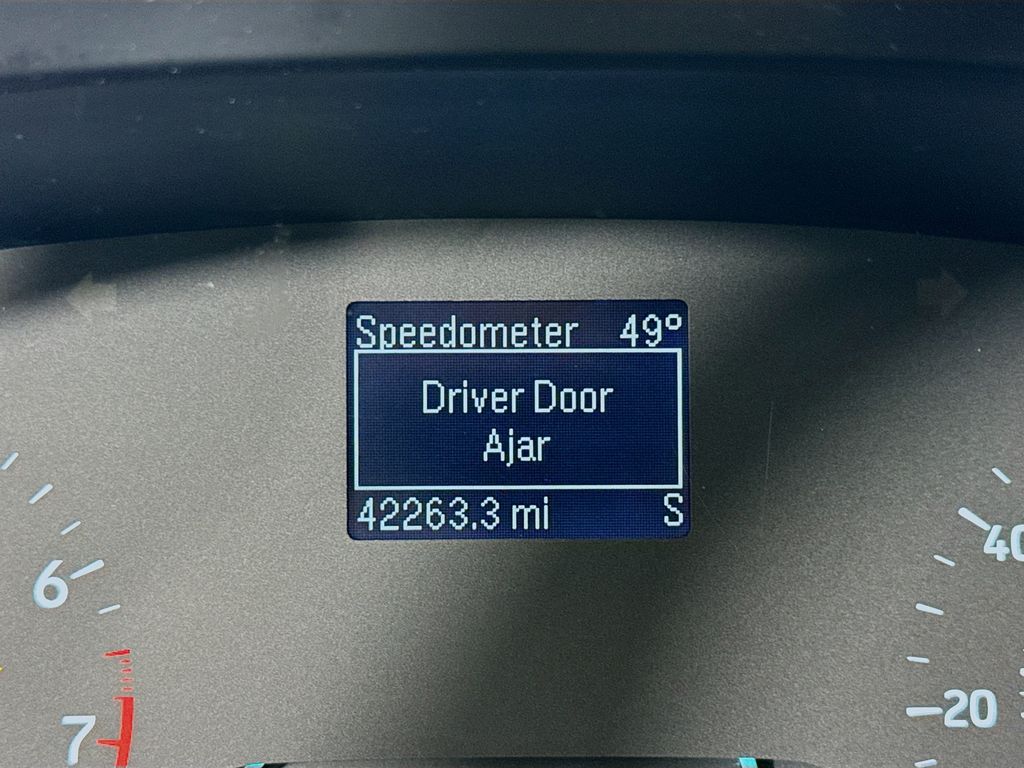 Speedometer 49°
Driver Door
Ajar
42263.3 mi S
6
7
40
20